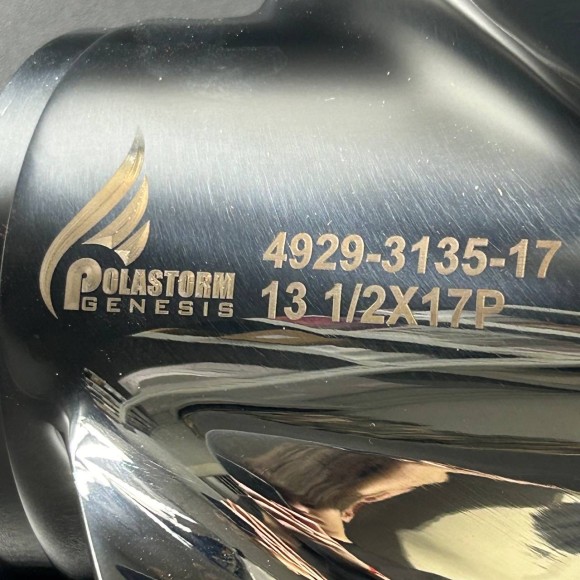 POLASTORM
GENESIS
4929-3135-17
13 1/2X17P